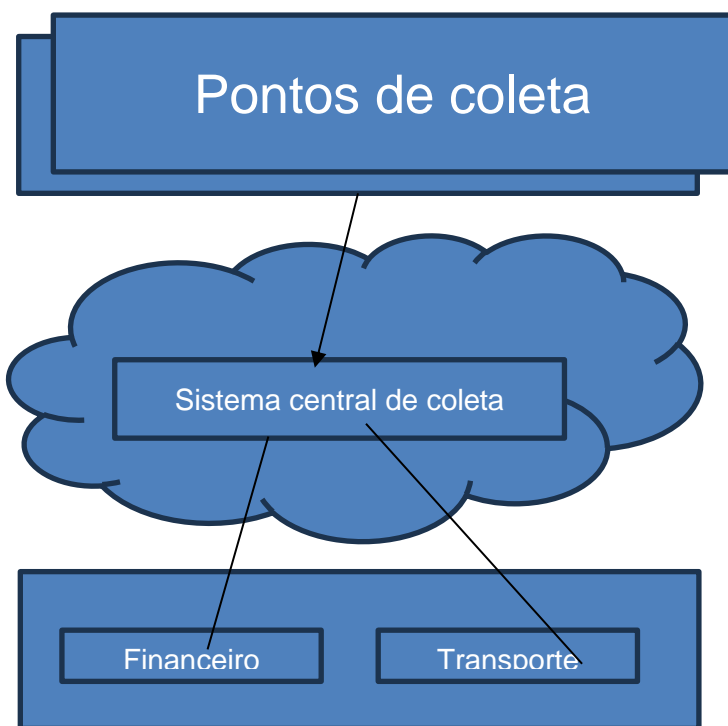 Pontos de coleta
Sistema central de coleta
Financeiro
Transporte